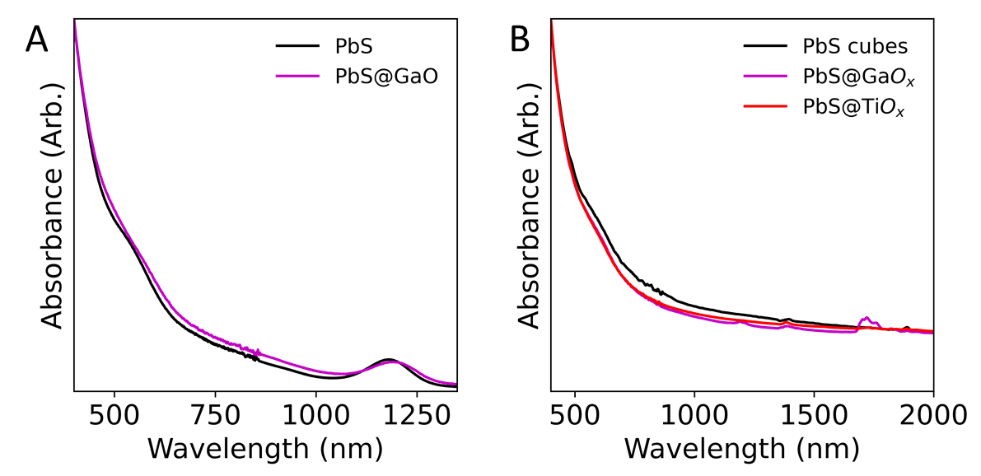 A
PbS
PbS@GaO
Absorbance (Arb.)
500 750 1000 1250
Wavelength (nm)
B
PbS cubes
PbS@GaOₓ
PbS@TiOₓ
Absorbance (Arb.)
500 1000 1500 2000
Wavelength (nm)